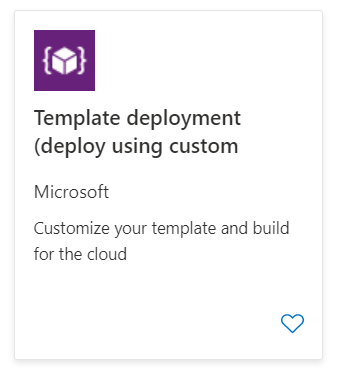 Template deployment
(deploy using custom
Microsoft
Customize your template and build
for the cloud